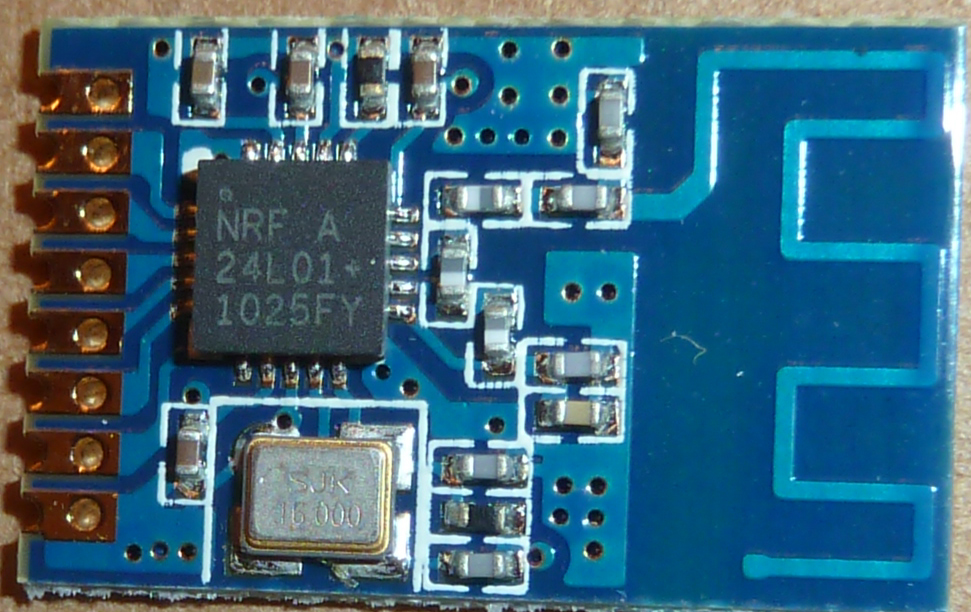 NRF A
24L01+
1025FY
SJK
16.000